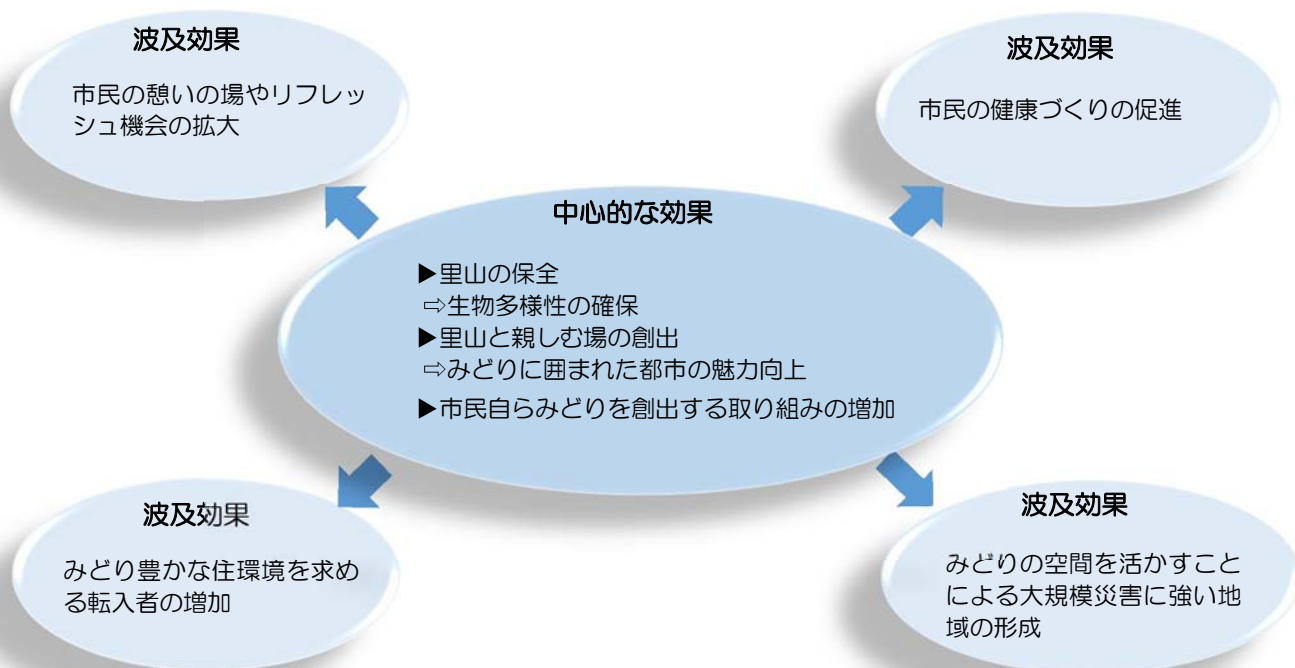 波及効果
市民の憩いの場やリフレッ
シュ機会の拡大
波及効果
市民の健康づくりの促進
中心的な効果
▶里山の保全
⇨生物多様性の確保
▶里山と親しむ場の創出
⇨みどりに囲まれた都市の魅力向上
▶市民自らみどりを創出する取り組みの増加
波及効果
みどり豊かな住環境を求め
る転入者の増加
波及効果
みどりの空間を活かすこと
による大規模災害に強い地
域の形成